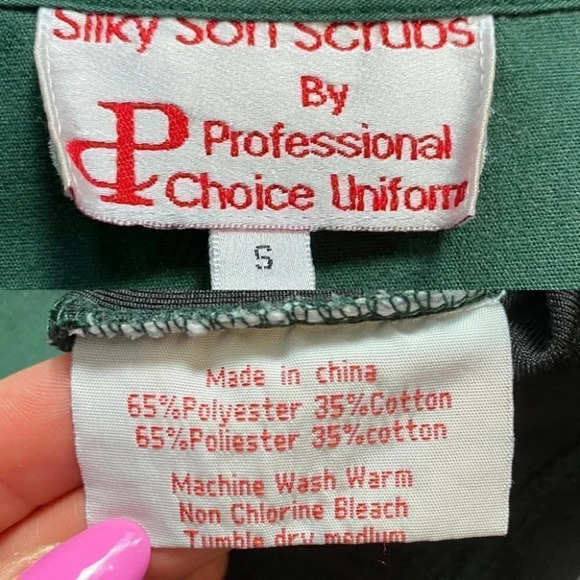 Silky Soft Scrubs
By
Professional
Choice Uniform
S
Made in china
65%Polyester 35%Cotton
65%Poliester 35%cotton
Machine Wash Warm
Non Chlorine Bleach
Tumble dry medium